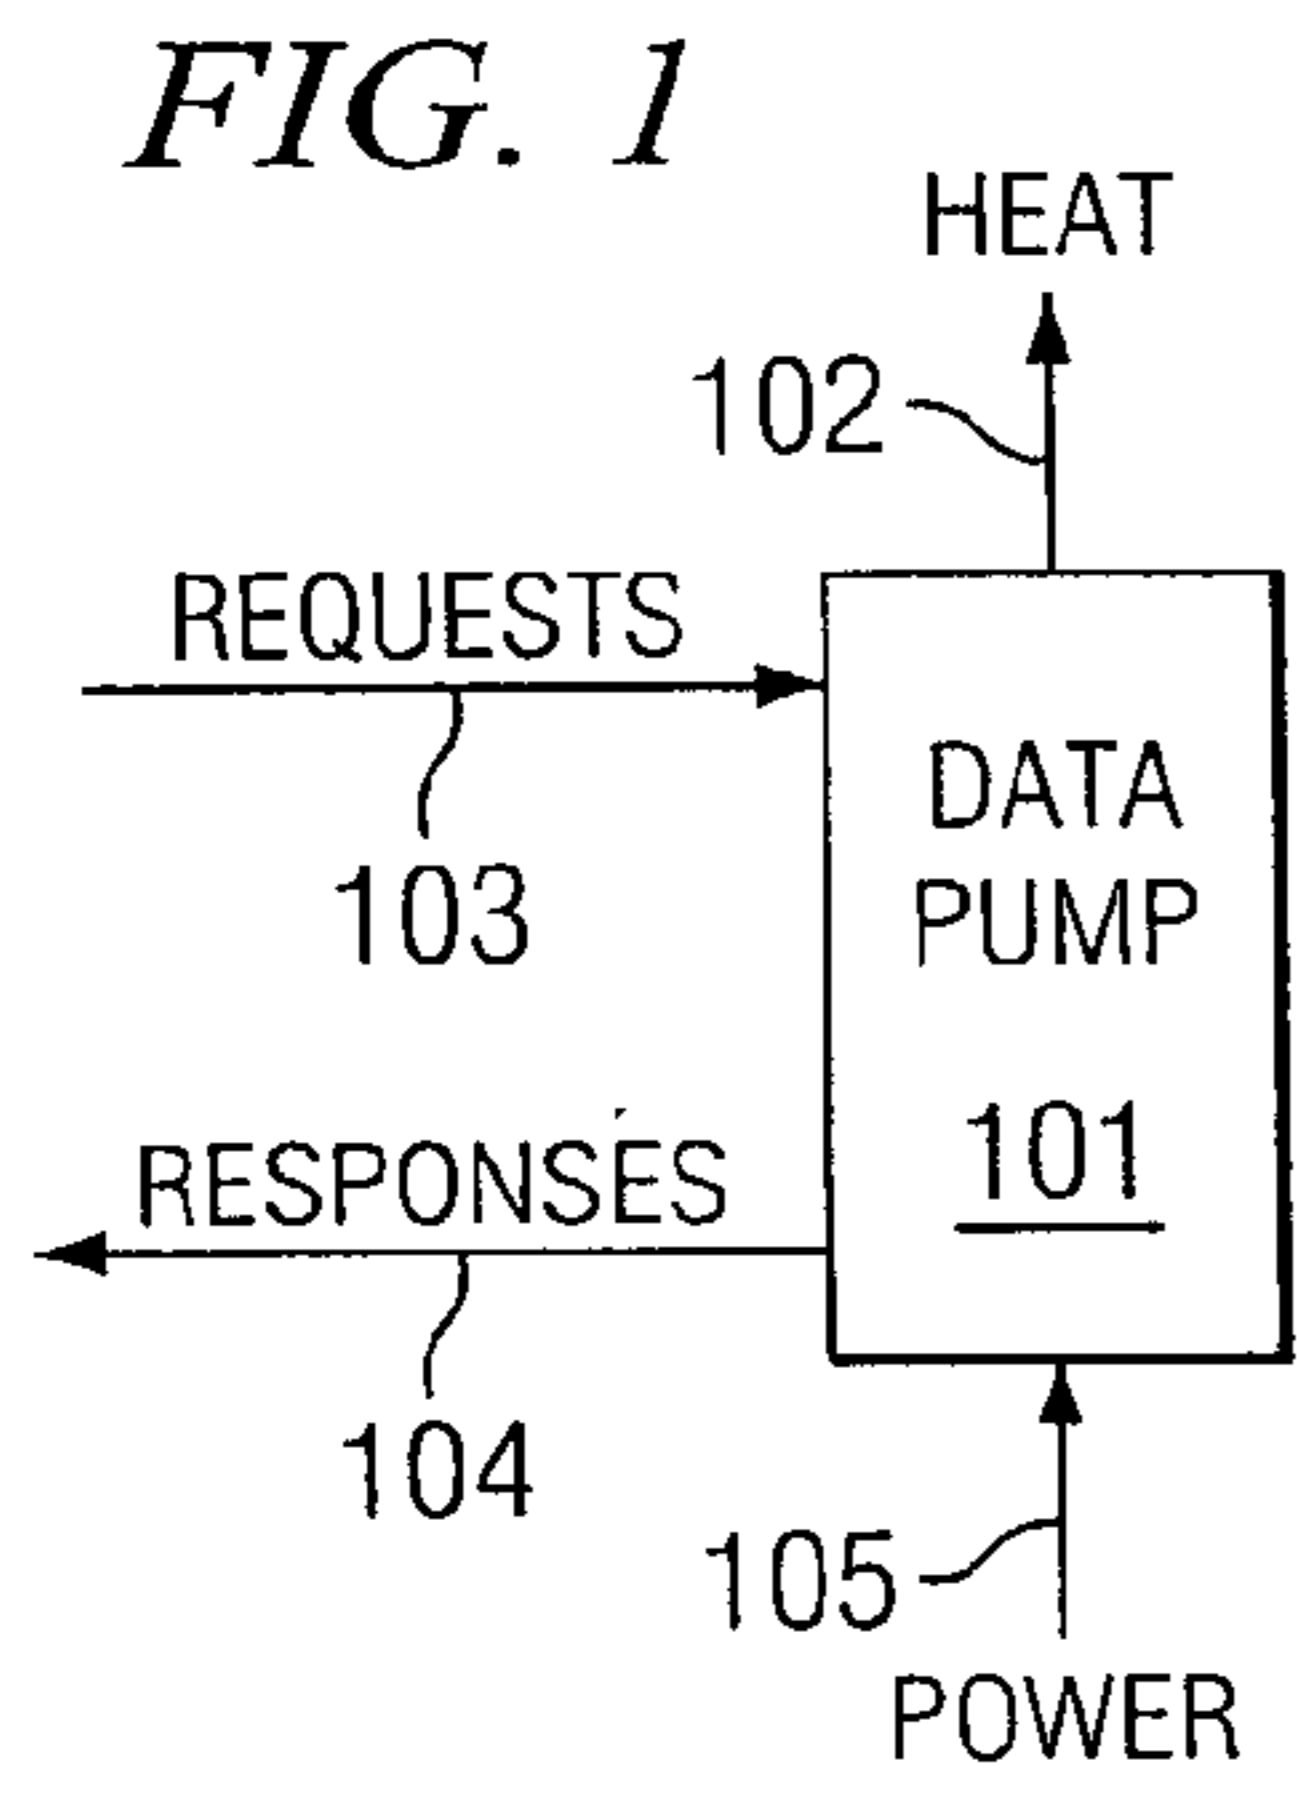 FIG. 1
HEAT
102
REQUESTS
103
DATA
PUMP
101
RESPONSES
104
105
POWER